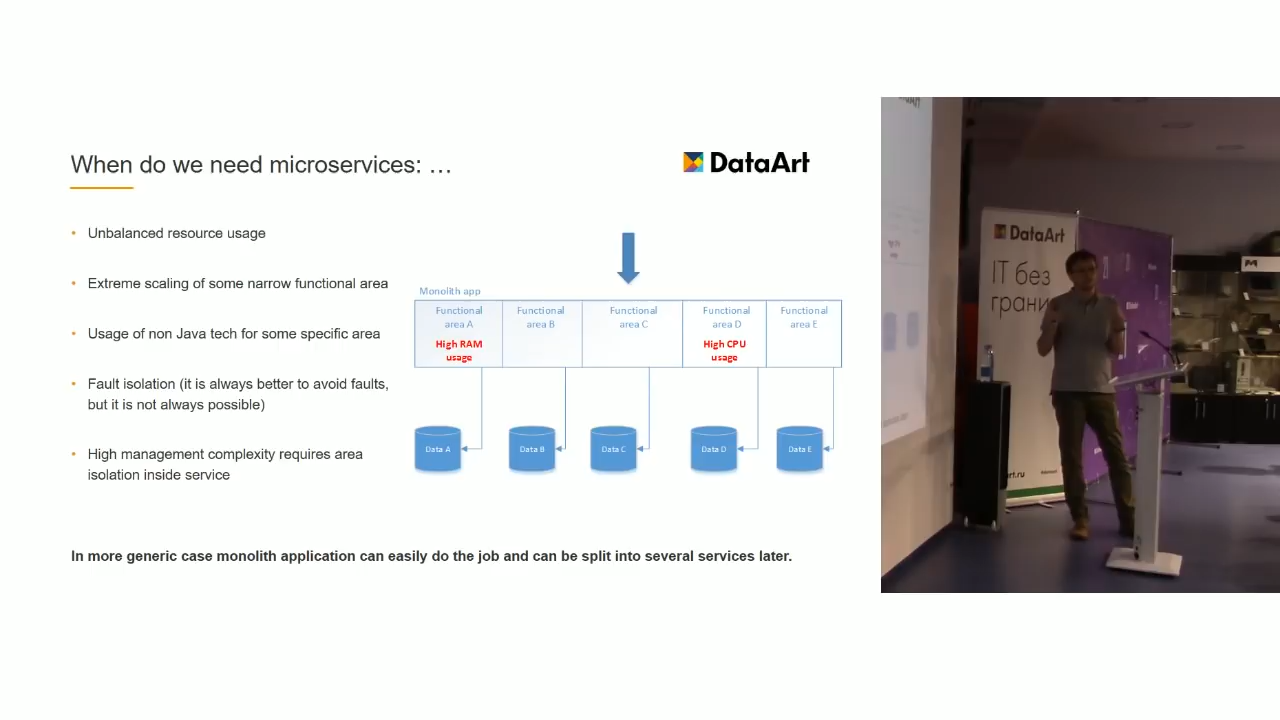 When do we need microservices: …
DataArt
• Unbalanced resource usage
• Extreme scaling of some narrow functional area
• Usage of non Java tech for some specific area
• Fault isolation (it is always better to avoid faults,
but it is not always possible)
• High management complexity requires area
isolation inside service
Monolith app
Functional
area A
High RAM
usage
Functional
area B
Functional
area C
Functional
area D
High CPU
usage
Functional
area E
Data A
Data B
Data C
Data D
Data E
In more generic case monolith application can easily do the job and can be split into several services later.
DataArt
IT без